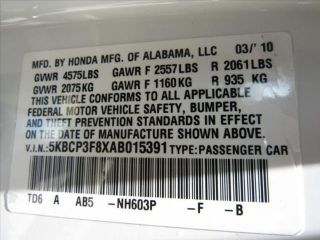 MFD. BY HONDA MFG. OF ALABAMA, LLC 03/'10
GVWR 4575LBS GAWR F 2557LBS R 2061LBS
GVWR 2075KG GAWR F 1160KG R 935 KG
THIS VEHICLE CONFORMS TO ALL APPLICABLE
FEDERAL MOTOR VEHICLE SAFETY, BUMPER,
AND THEFT PREVENTION STANDARDS IN EFFECT
ON THE DATE OF MANUFACTURE SHOWN ABOVE.
V.I.N.:5KBCP3F8XAB015391 TYPE:PASSENGER CAR
TD6 A AB5 -NH603P -F -B